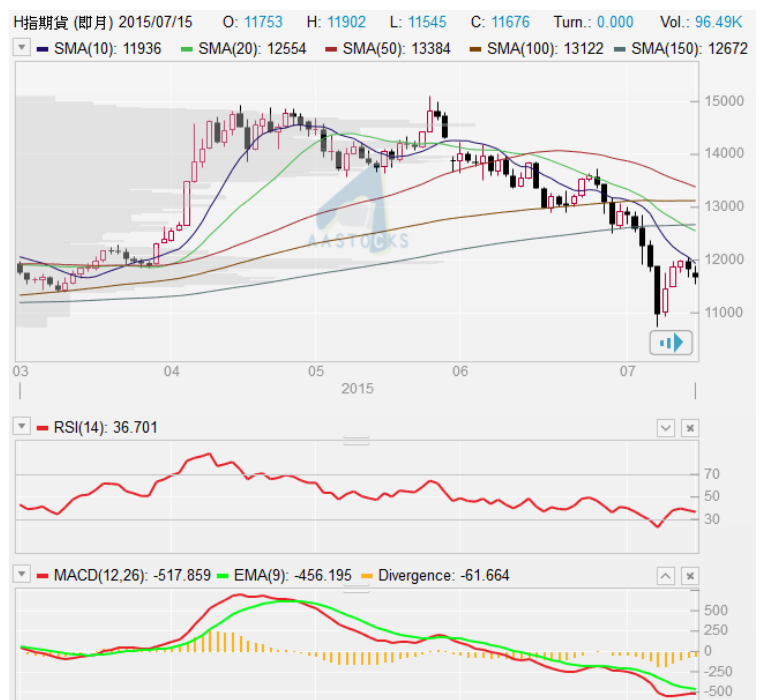 H指期貨 (即月) 2015/07/15 O: 11753 H: 11902 L: 11545 C: 11676 Turn.: 0.000 Vol.: 96.49K
SMA(10): 11936 SMA(20): 12554 SMA(50): 13384 SMA(100): 13122 SMA(150): 12672
15000
14000
13000
AASTOCKS
12000
11000
03 04 05 06 07
2015
RSI(14): 36.701
70
50
30
MACD(12,26): -517.859 EMA(9): -456.195 Divergence: -61.664
500
250
0
-250
-500